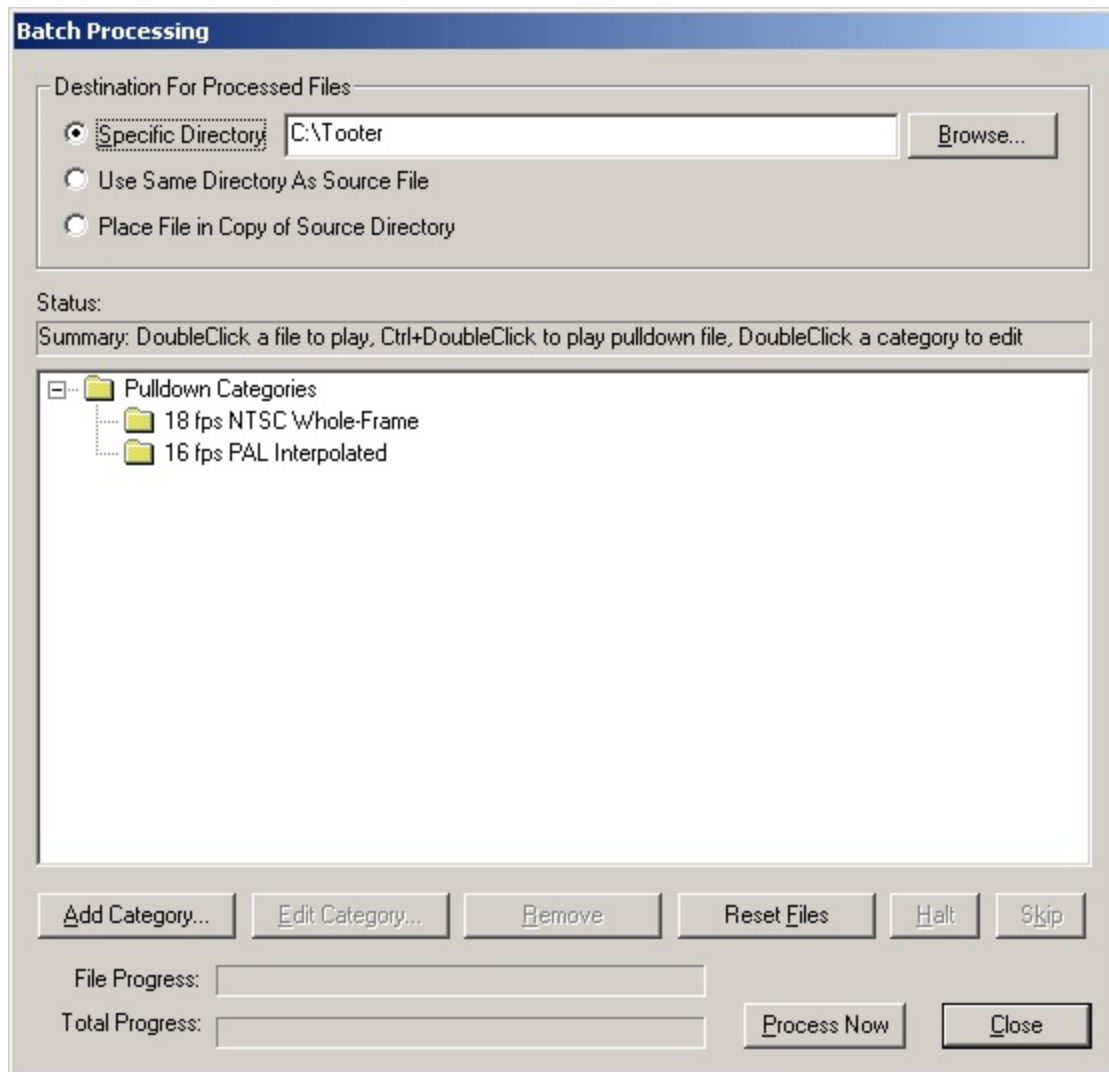 Batch Processing
Destination For Processed Files
Specific Directory C:\Tooter Browse...
Use Same Directory As Source File
Place File in Copy of Source Directory
Status:
Summary: DoubleClick a file to play, Ctrl+DoubleClick to play pulldown file, DoubleClick a category to edit
Pulldown Categories
18 fps NTSC Whole-Frame
16 fps PAL Interpolated
Add Category... Edit Category... Remove Reset Files Halt Skip
File Progress:
Total Progress: Process Now Close